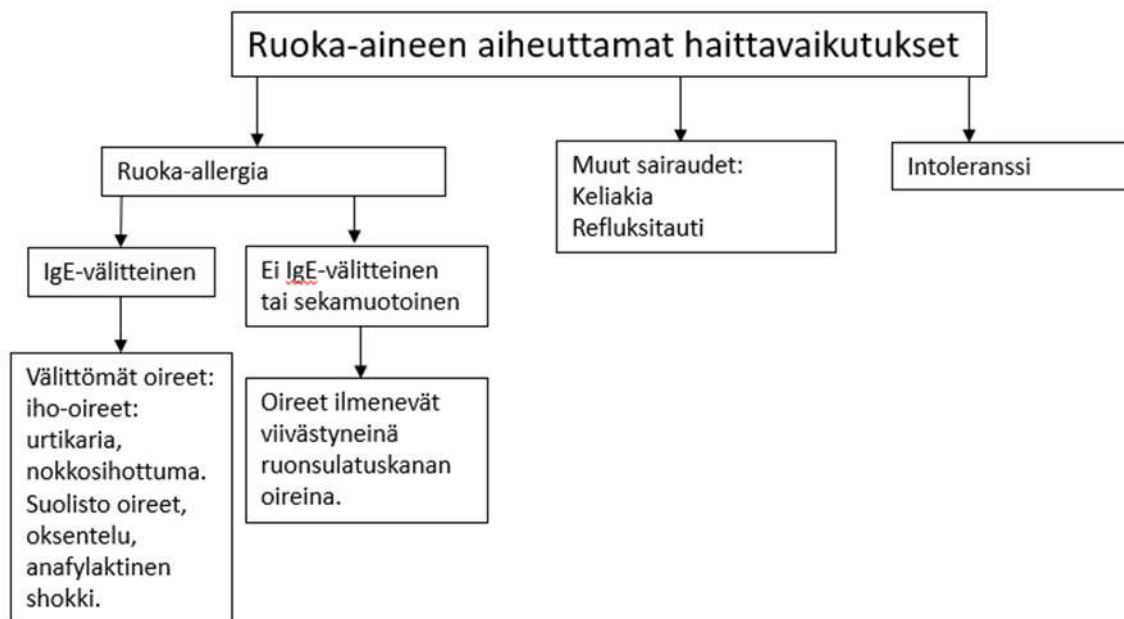 Ruoka-aineen aiheuttamat haittavaikutukset
Ruoka-allergia
Muut sairaudet:
Keliakia
Refluksitauti
Intoleranssi
IgE-välitteinen
Ei IgE-välitteinen
tai sekamuotoinen
Välittömät oireet:
iho-oireet:
urtikaria,
nokkosihottuma.
Suolisto oireet,
oksentelu,
anafylaktinen
shokki.
Oireet ilmenevät
viivästyneinä
ruonsulatuskanan
oireina.